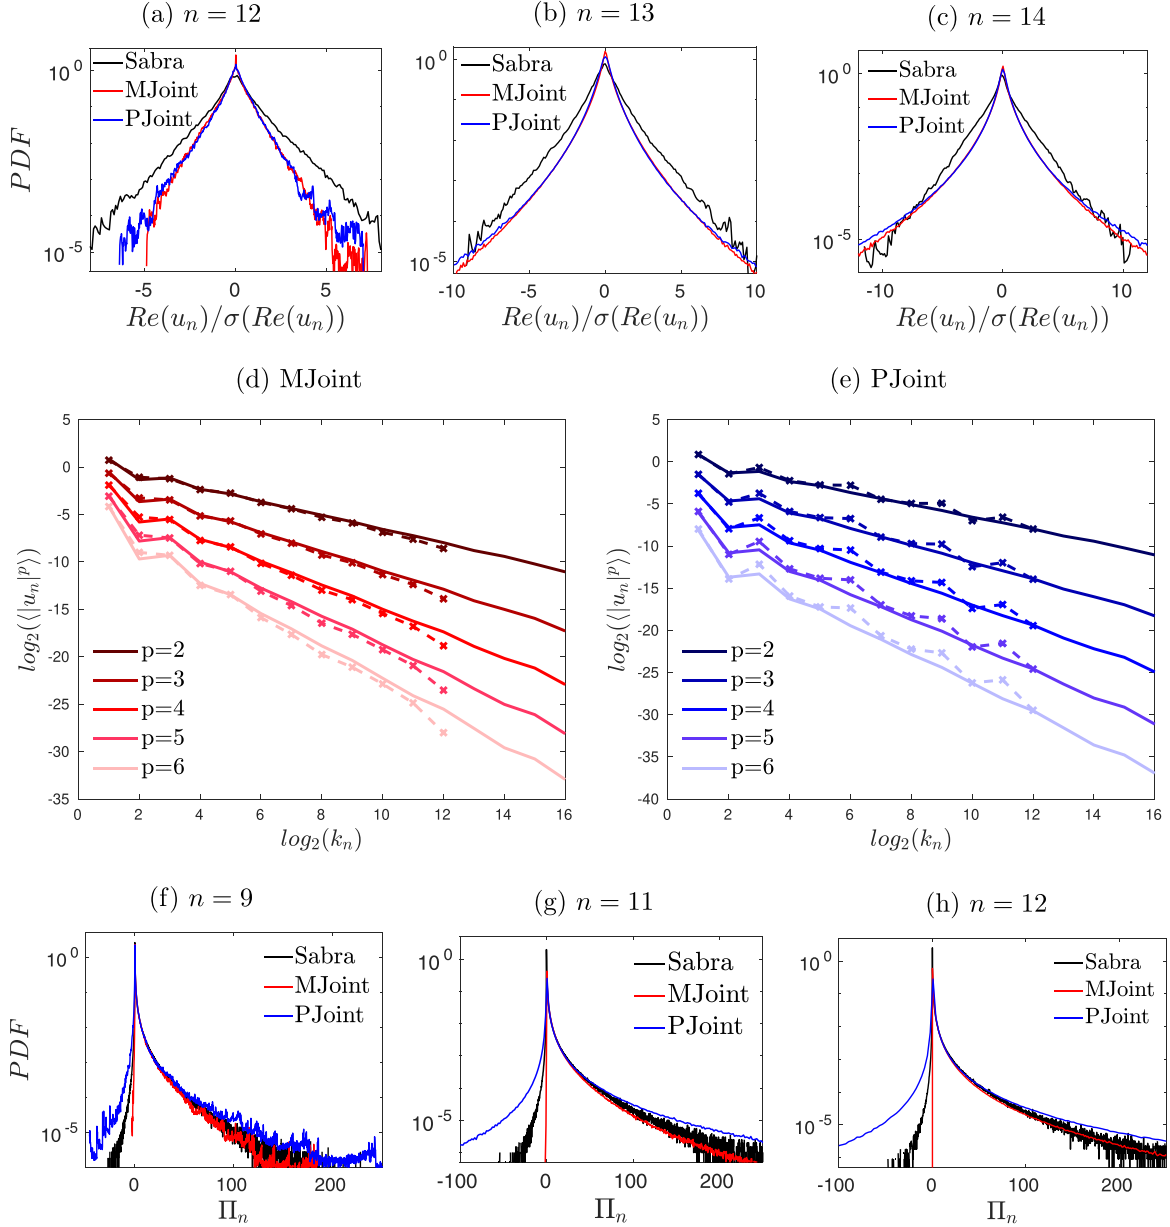 (a) n = 12
(b) n = 13
(c) n = 14
PDF
10^0
10^-5
Sabra
MJoint
PJoint
-5
0
5
Re(u_n)/σ(Re(u_n))
10^0
10^-5
Sabra
MJoint
PJoint
-10
-5
0
5
10
Re(u_n)/σ(Re(u_n))
10^0
10^-5
Sabra
MJoint
PJoint
-10
0
10
Re(u_n)/σ(Re(u_n))
(d) MJoint
log_2(⟨|u_n|^p⟩)
5
0
-5
-10
-15
-20
-25
-30
-35
p=2
p=3
p=4
p=5
p=6
0
2
4
6
8
10
12
14
16
log_2(k_n)
(e) PJoint
log_2(⟨|u_n|^p⟩)
5
0
-5
-10
-15
-20
-25
-30
-35
-40
p=2
p=3
p=4
p=5
p=6
0
2
4
6
8
10
12
14
16
log_2(k_n)
(f) n = 9
(g) n = 11
(h) n = 12
PDF
10^0
10^-5
Sabra
MJoint
PJoint
0
100
200
Π_n
10^0
10^-5
Sabra
MJoint
PJoint
-100
0
100
200
Π_n
10^0
10^-5
Sabra
MJoint
PJoint
-100
0
100
200
Π_n